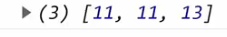 ▶ (3) [11, 11, 13]